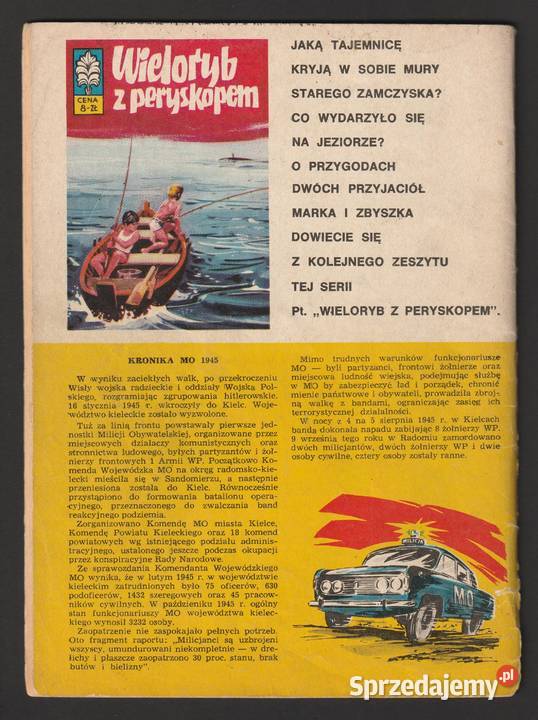 Wieloryb
z peryskopem
CENA
8-Zł
JAKĄ TAJEMNICĘ
KRYJĄ W SOBIE MURY
STAREGO ZAMCZYSKA?
CO WYDARZYŁO SIĘ
NA JEZIORZE?
O PRZYGODACH
DWÓCH PRZYJACIÓŁ
MARKA I ZBYSZKA
DOWIECIE SIĘ
Z KOLEJNEGO ZESZYTU
TEJ SERII
Pt. „WIELORYB Z PERYSKOPEM”.
KRONIKA MO 1945
W wyniku zaciekłych walk, po przekroczeniu
Wisły wojska radzieckie i oddziały Wojska Pol-
skiego, rozgramiając zgrupowania hitlerowskie,
16 stycznia 1945 r. wkroczyły do Kielc. Woje-
wództwo kieleckie zostało wyzwolone.
Tuż za linią frontu powstawały pierwsze jed-
nostki Milicji Obywatelskiej, organizowane przez
miejscowych działaczy komunistycznych oraz
stronnictwa ludowego, byłych partyzantów i żoł-
nierzy frontowych 1 Armii WP. Początkowo Ko-
menda Wojewódzka MO na okręg radomsko-kie-
lecki mieściła się w Sandomierzu, a następnie
przeniesiona została do Kielc. Równocześnie
przystąpiono do formowania batalionu opera-
cyjnego, przeznaczonego do zwalczania band
reakcyjnego podziemia.
Zorganizowano Komendę MO miasta Kielce,
Komendę Powiatu Kieleckiego oraz 18 komend
powiatowych wg istniejącego podziału adminis-
tracyjnego, ustalonego jeszcze podczas okupacji
przez konspiracyjne Rady Narodowe.
Ze sprawozdania Komendanta Wojewódzkiego
MO wynika, że w lutym 1945 r. w województwie
kieleckim zatrudnionych było 75 oficerów, 630
podoficerów, 1432 szeregowych oraz 45 pracow-
ników cywilnych. W październiku 1945 r. ogólny
stan funkcjonariuszy MO województwa kielec-
kiego wynosił 3232 osoby.
Zaopatrzenie nie zaspokajało pełnych potrzeb.
Oto fragment raportu: „Milicjanci są uzbrojeni
wszyscy, umundurowani niekompletnie — w dre-
lichy i płaszcze zaopatrzono 30 proc. stanu, brak
butów i bielizny”.
Mimo trudnych warunków funkcjonariusze
MO — byli partyzanci, frontowi żołnierze oraz
miejscowa ludność wiejska, podejmując służbę
w MO by zabezpieczyć ład i porządek, chronić
mienie państwowe i obywateli, prowadziła zbroj-
ną walkę z bandami, ograniczając zasięg ich
terrorystycznej działalności.
W nocy z 4 na 5 sierpnia 1945 r. w Kielcach
banda dokonała napadu zabijając 8 żołnierzy WP.
9 września tego roku w Radomiu zamordowano
dwóch milicjantów, dwóch żołnierzy WP i dwie
osoby cywilne, cztery osoby zostały ranne.
MILICJA
MO
Sprzedajemy.pl